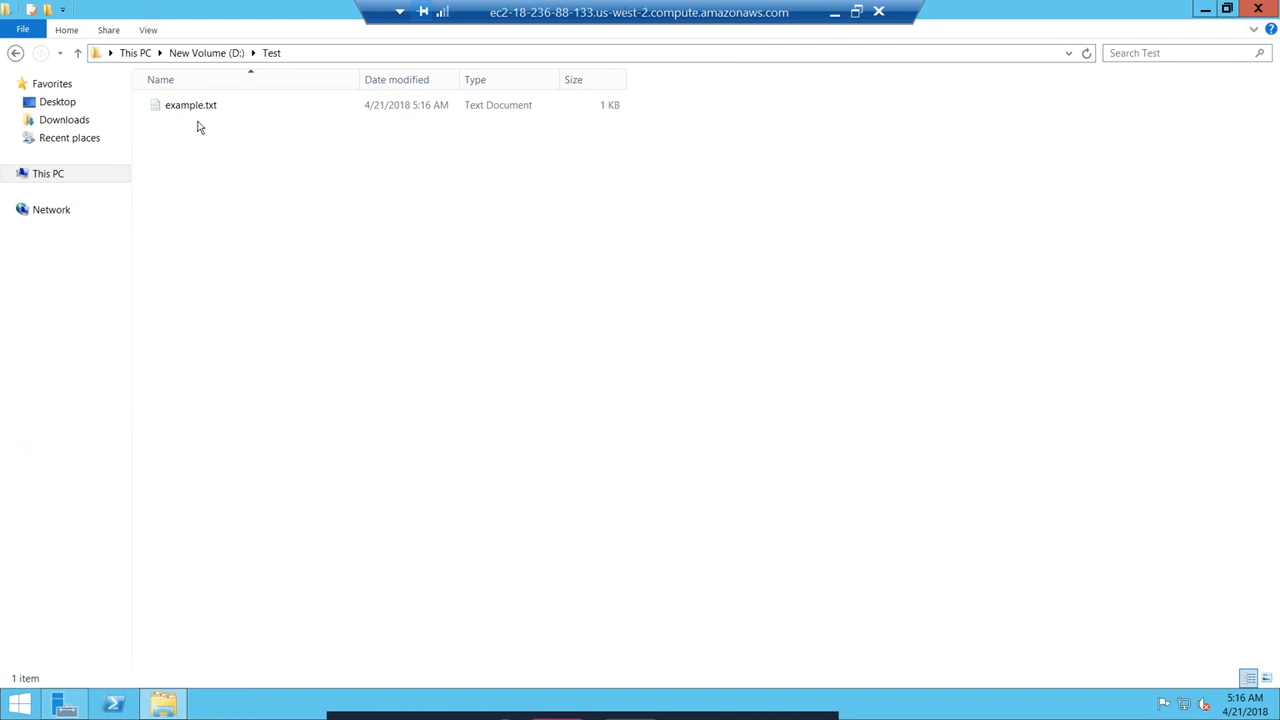 ec2-18-236-88-133.us-west-2.compute.amazonaws.com
File Home Share View
This PC New Volume (D:) Test
Search Test
Name Date modified Type Size
example.txt 4/21/2018 5:16 AM Text Document 1 KB
Favorites
Desktop
Downloads
Recent places
This PC
Network
1 item
5:16 AM
4/21/2018